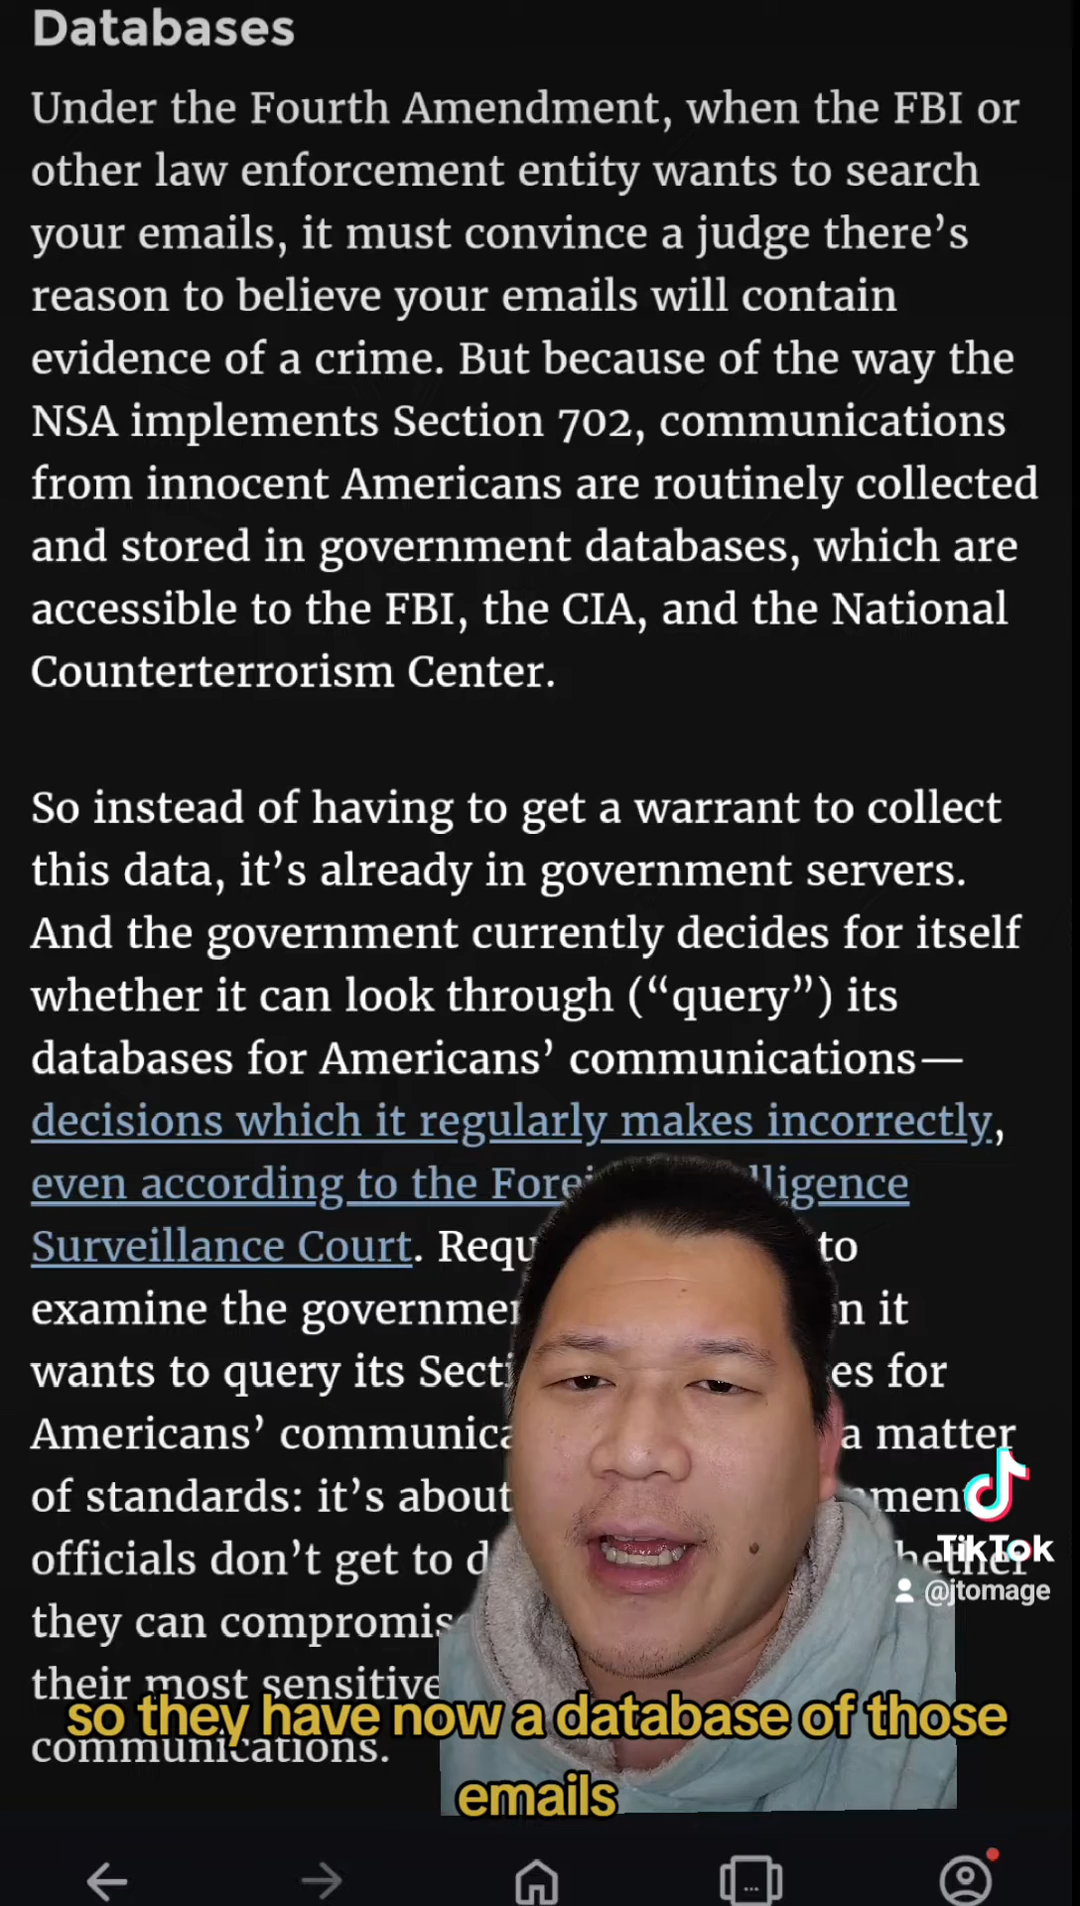 Databases
Under the Fourth Amendment, when the FBI or
other law enforcement entity wants to search
your emails, it must convince a judge there’s
reason to believe your emails will contain
evidence of a crime. But because of the way the
NSA implements Section 702, communications
from innocent Americans are routinely collected
and stored in government databases, which are
accessible to the FBI, the CIA, and the National
Counterterrorism Center.
So instead of having to get a warrant to collect
this data, it’s already in government servers.
And the government currently decides for itself
whether it can look through (“query”) its
databases for Americans’ communications—
decisions which it regularly makes incorrectly,
even according to the
Surveillance Court. to
examine the it
wants to query its for
Americans’ a matter
of standards: it’s about
officials don’t get to
they can
their most sensitive
communications.
TikTok
@jtomage
so they have now a database of those
emails